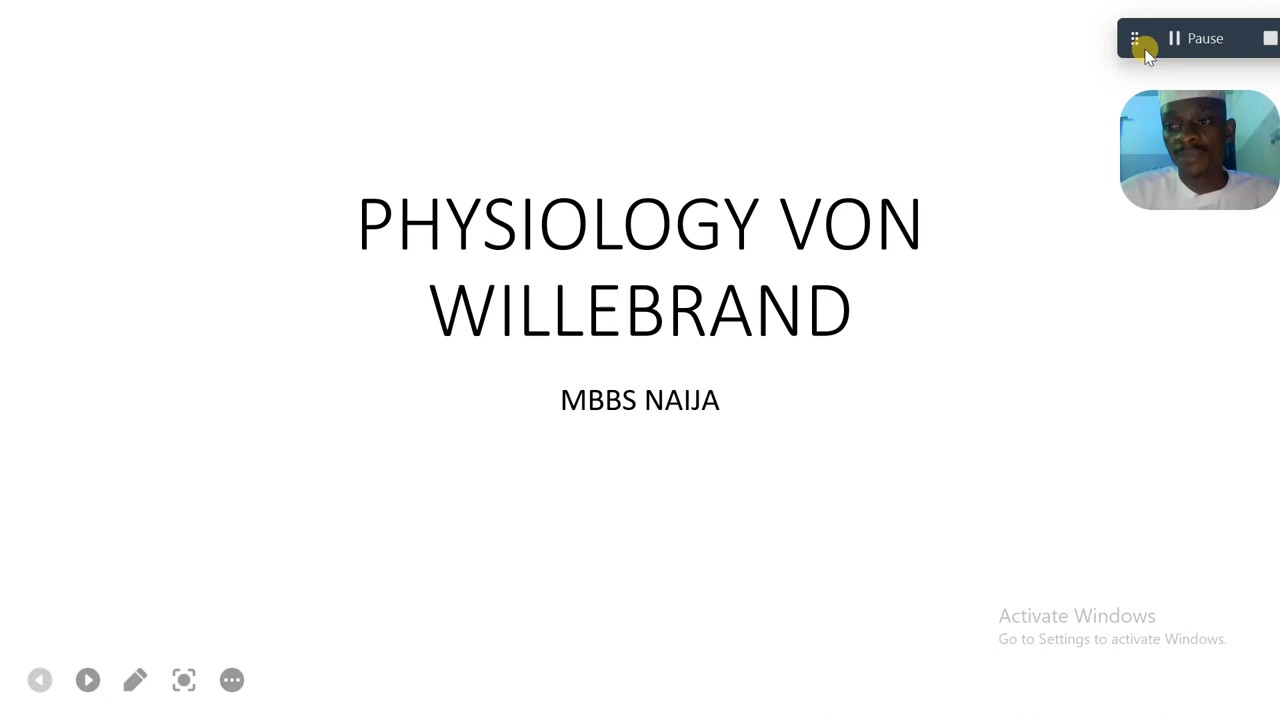 Pause
PHYSIOLOGY VON
WILLEBRAND
MBBS NAIJA
Activate Windows
Go to Settings to activate Windows.